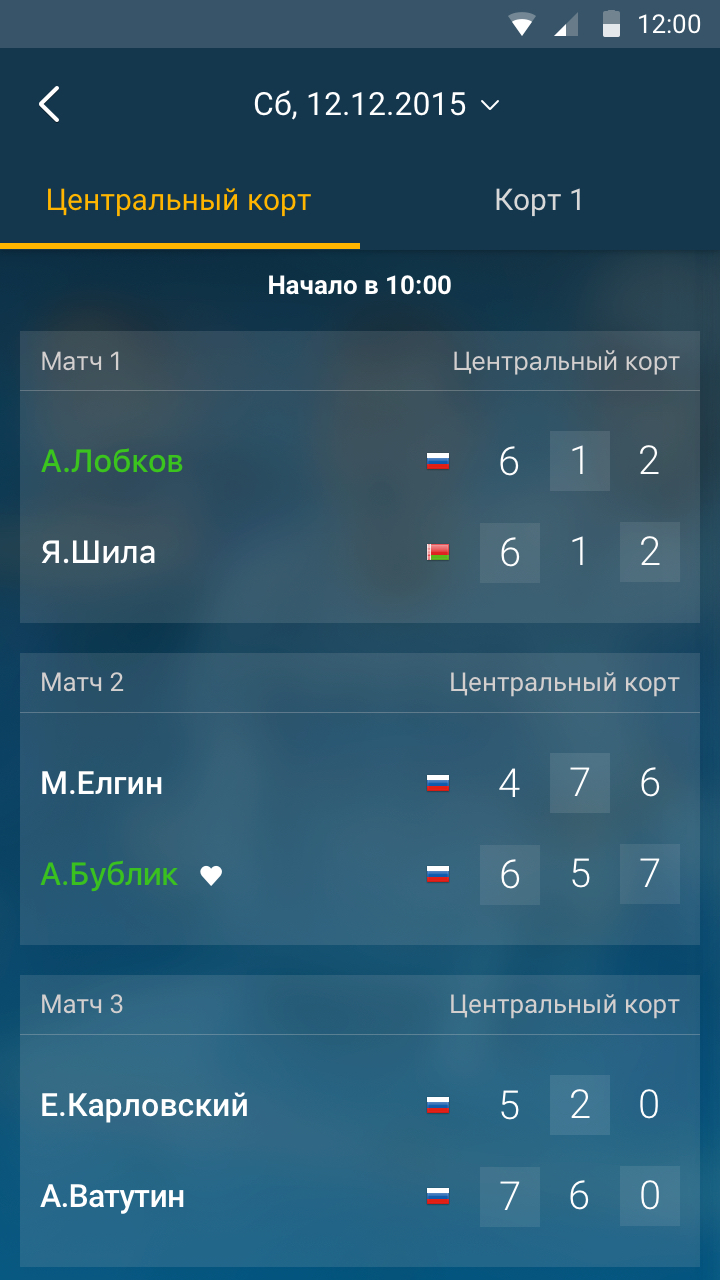 12:00
Сб, 12.12.2015
Центральный корт Корт 1
Начало в 10:00
Матч 1 Центральный корт
А.Лобков 6 1 2
Я.Шила 6 1 2
Матч 2 Центральный корт
М.Елгин 4 7 6
А.Бублик 6 5 7
Матч 3 Центральный корт
Е.Карловский 5 2 0
А.Ватутин 7 6 0